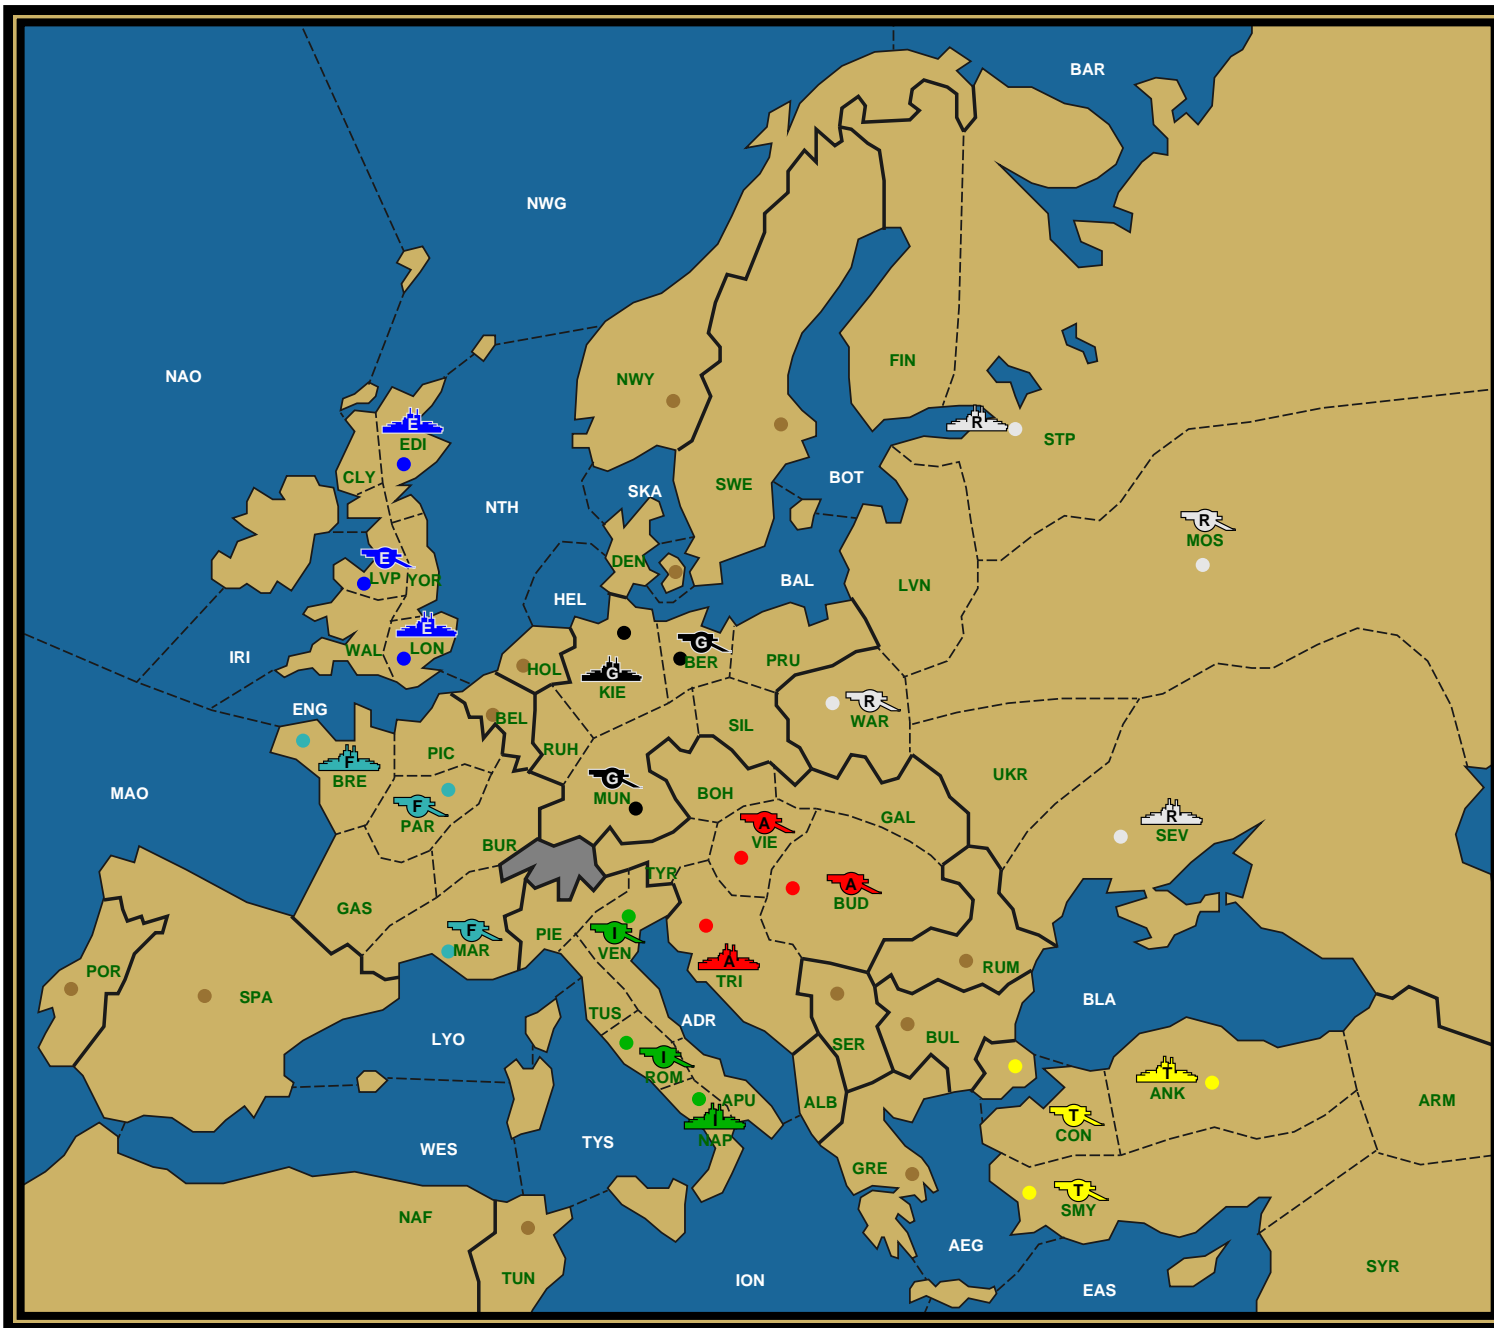 BAR
NWG
NAO
FIN
NWY
R
STP
E
EDI
CLY
SWE
BOT
SKA
NTH
R
MOS
E
LVP
YOR
DEN
BAL
LVN
HEL
E
LON
WAL
IRI
G
BER
PRU
HOL
G
KIE
R
WAR
ENG
BEL
SIL
RUH
PIC
F
BRE
UKR
G
MUN
BOH
MAO
F
PAR
A
VIE
GAL
R
SEV
BUR
TYR
A
BUD
GAS
F
MAR
PIE
I
VEN
A
TRI
RUM
POR
SPA
BLA
TUS
ADR
LYO
SER
BUL
I
ROM
T
ANK
APU
ALB
ARM
I
NAP
T
CON
TYS
WES
GRE
T
SMY
NAF
AEG
TUN
ION
EAS
SYR